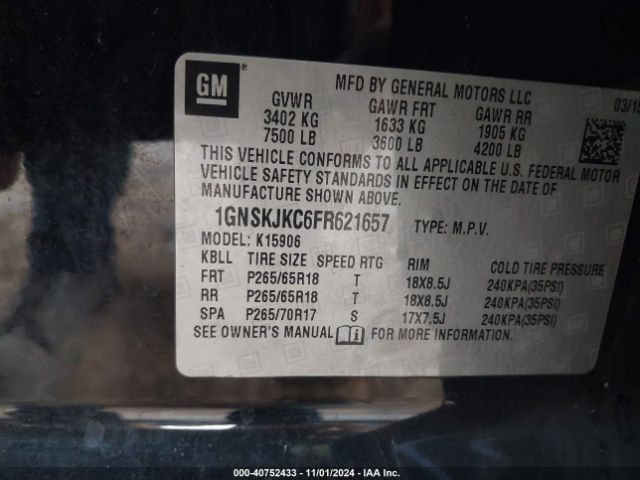 GM
MFD BY GENERAL MOTORS LLC
03/15
GVWR GAWR FRT GAWR RR
3402 KG 1633 KG 1905 KG
7500 LB 3600 LB 4200 LB
THIS VEHICLE CONFORMS TO ALL APPLICABLE U.S. FEDERAL MOTOR
VEHICLE SAFETY STANDARDS IN EFFECT ON THE DATE OF
MANUFACTURE SHOWN ABOVE.
1GNSKJKC6FR621657 TYPE: M.P.V.
MODEL: K15906
KBLL TIRE SIZE SPEED RTG RIM COLD TIRE PRESSURE
FRT P265/65R18 T 18X8.5J 240KPA(35PSI)
RR P265/65R18 T 18X8.5J 240KPA(35PSI)
SPA P265/70R17 S 17X7.5J 240KPA(35PSI)
SEE OWNER'S MANUAL FOR MORE INFORMATION.
000-40752433 - 11/01/2024 - IAA Inc.